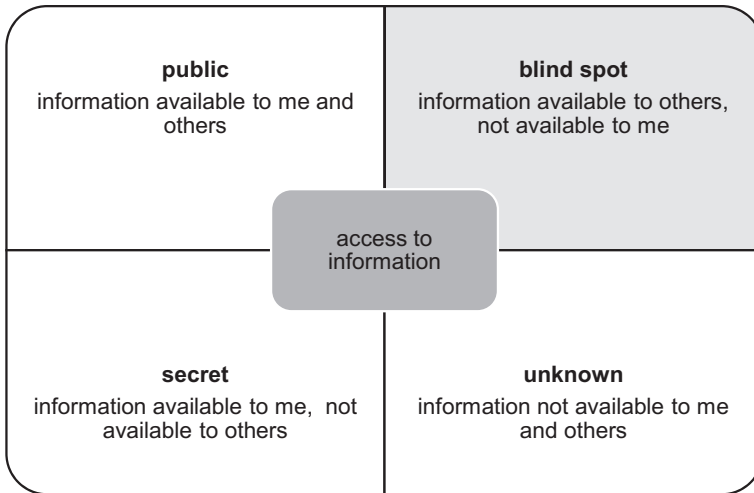 public
information available to me and
others
blind spot
information available to others,
not available to me
access to
information
secret
information available to me,  not
available to others
unknown
information not available to me
and others